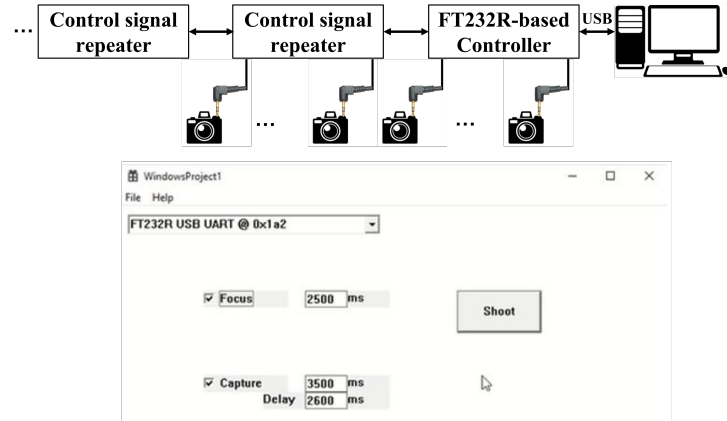 ... Control signal repeater
Control signal repeater
FT232R-based Controller
USB
...
...
WindowsProject1
File Help
FT232R USB UART @ 0x1a2
Focus 2500 ms
Shoot
Capture 3500 ms
Delay 2600 ms